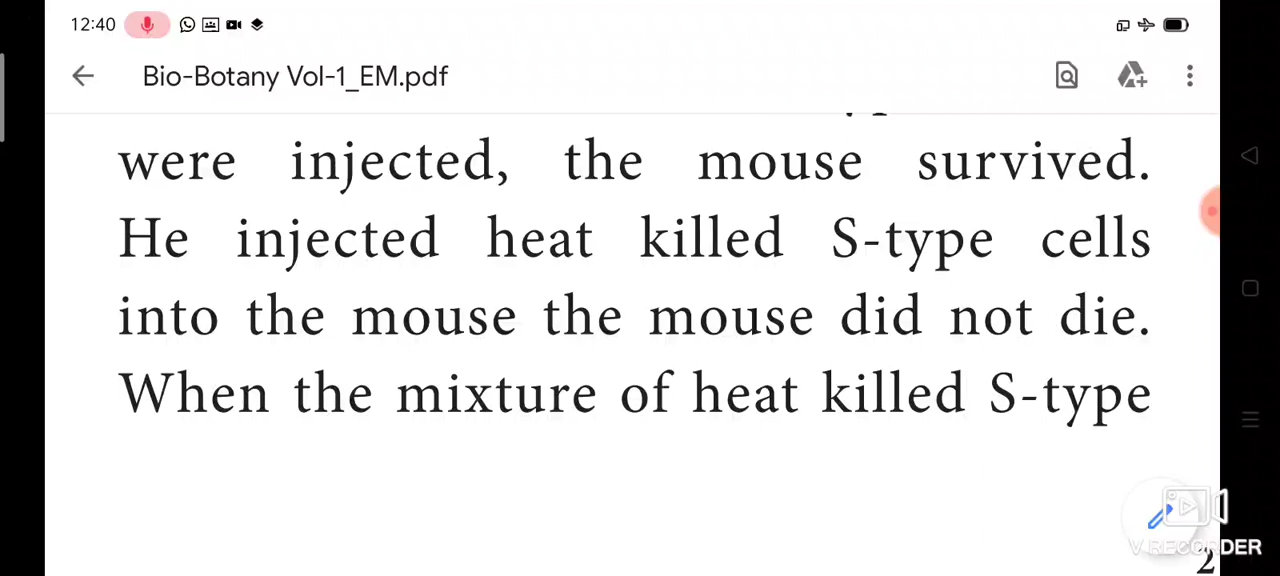 12:40
Bio-Botany Vol-1_EM.pdf
were injected, the mouse survived.
He injected heat killed S-type cells
into the mouse the mouse did not die.
When the mixture of heat killed S-type
V RECORDER
2